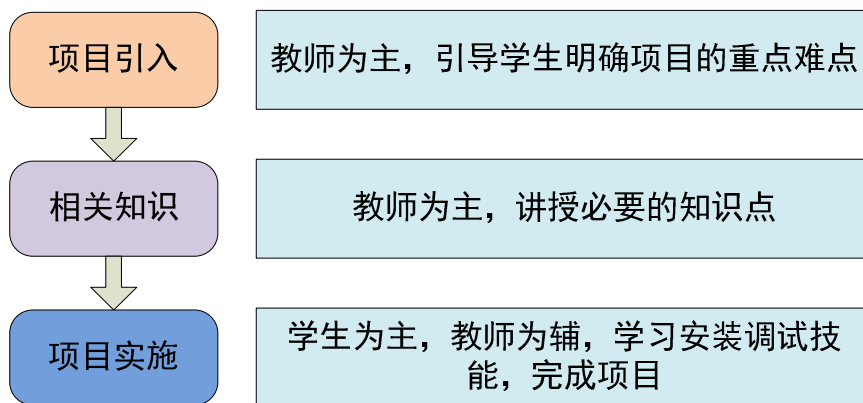 项目引入
教师为主，引导学生明确项目的重点难点
相关知识
教师为主，讲授必要的知识点
项目实施
学生为主，教师为辅，学习安装调试技
能，完成项目